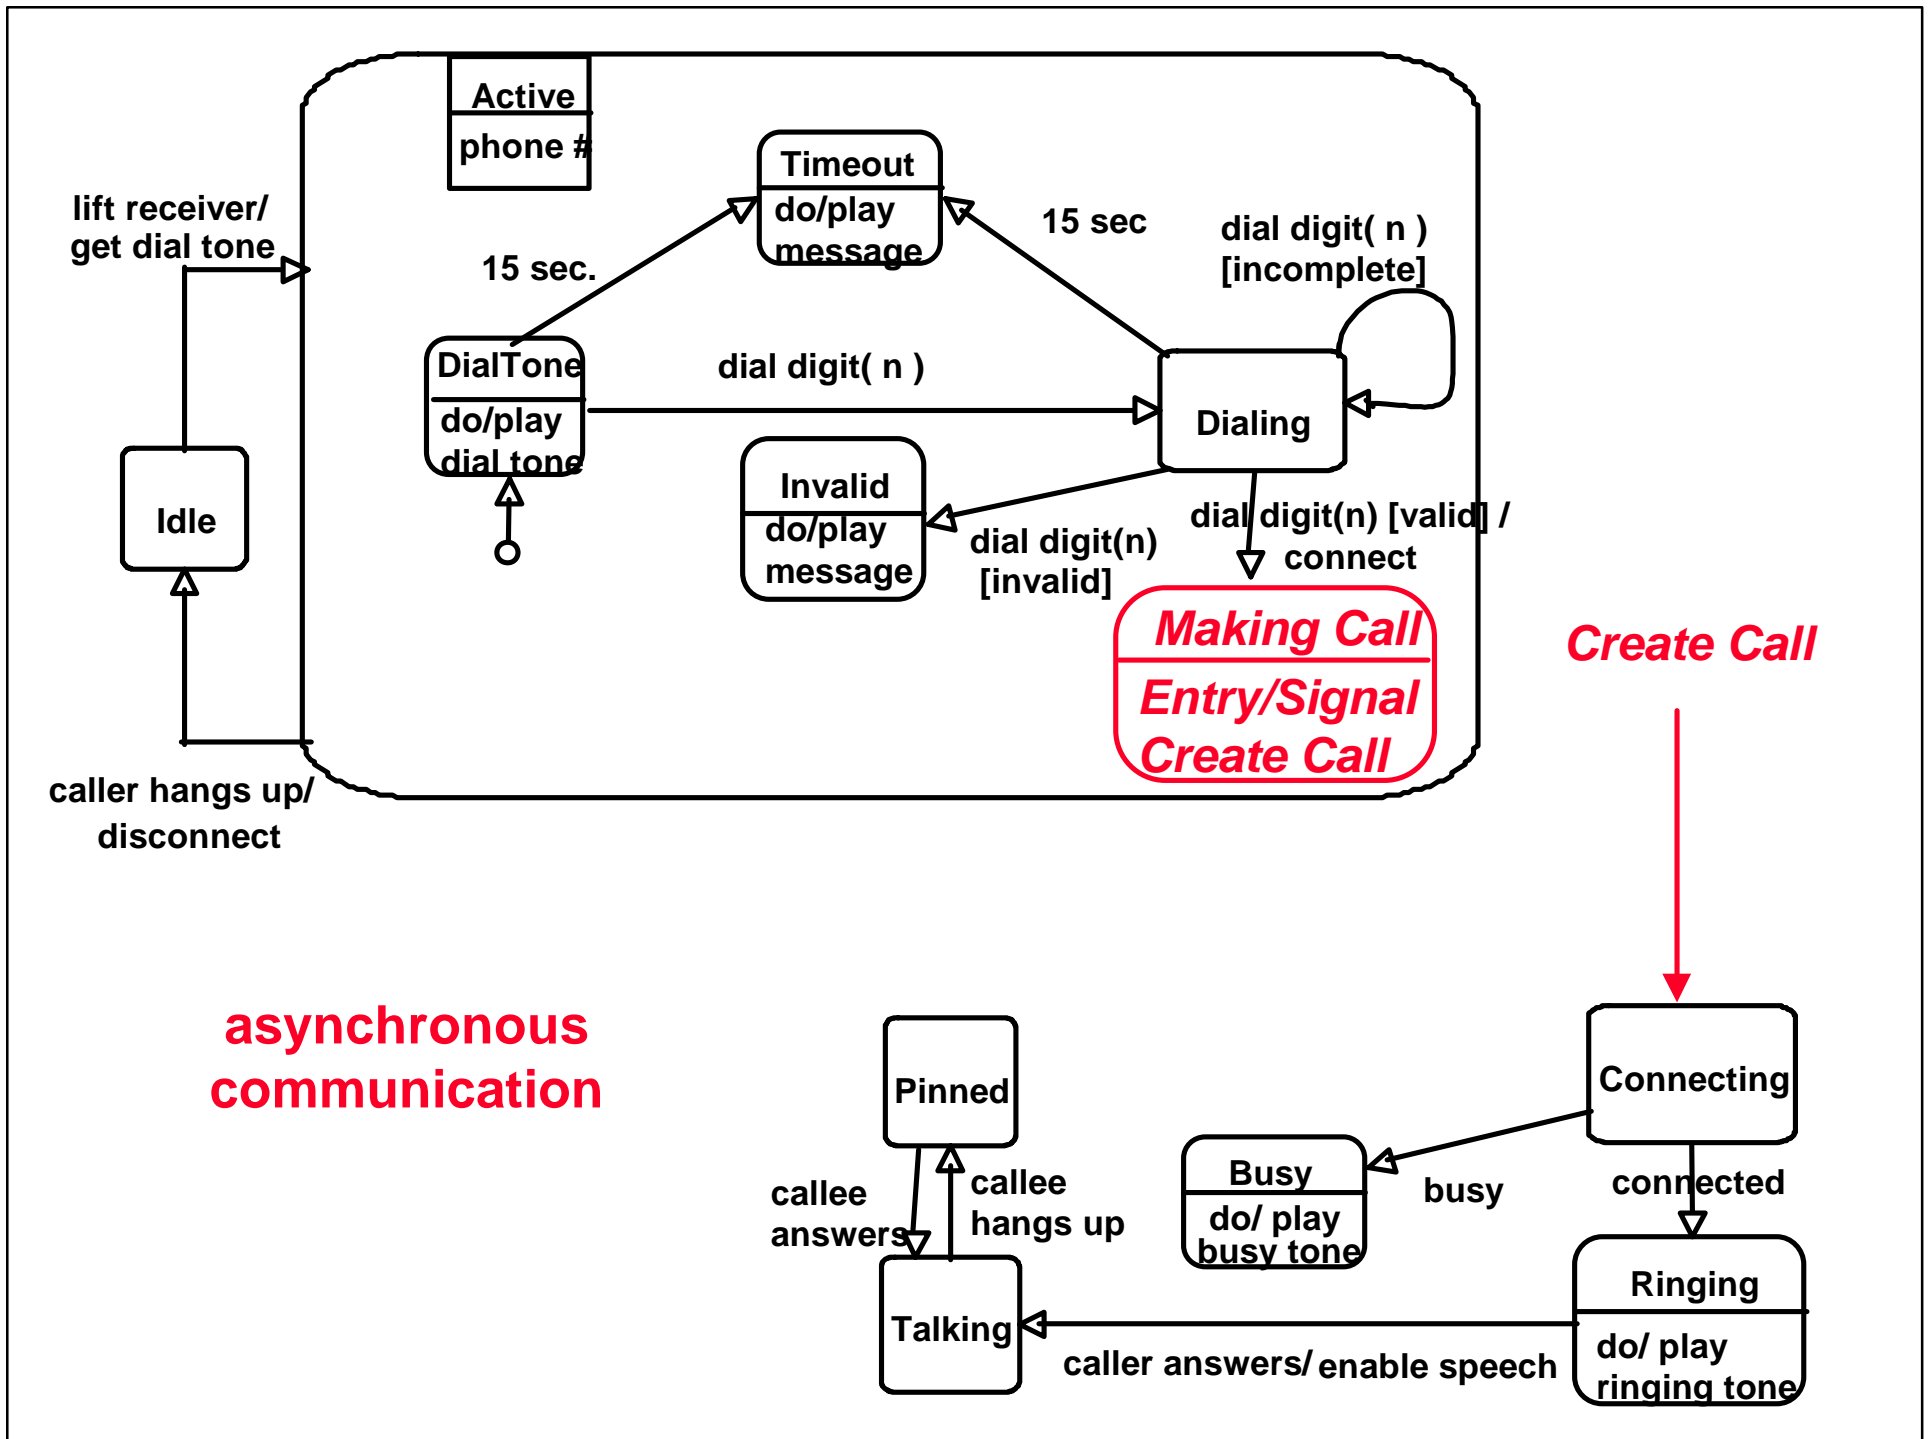 Active
phone #
Timeout
do/play
message
lift receiver/
get dial tone
15 sec.
15 sec
dial digit( n )
[incomplete]
DialTone
do/play
dial tone
dial digit( n )
Dialing
Idle
Invalid
do/play
message
dial digit(n)
[invalid]
dial digit(n) [valid] /
connect
Making Call
Entry/Signal
Create Call
Create Call
caller hangs up/
disconnect
asynchronous
communication
Pinned
Connecting
callee
answers
callee
hangs up
Busy
do/ play
busy tone
busy
connected
Talking
caller answers/ enable speech
Ringing
do/ play
ringing tone